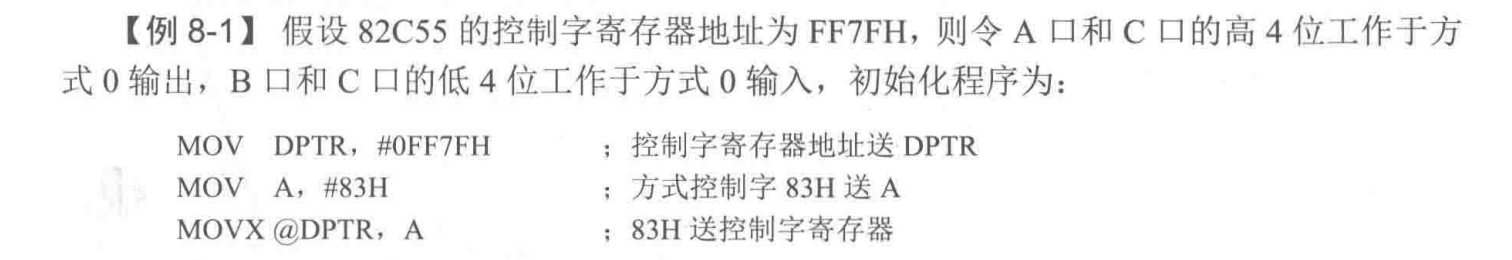 【例 8-1】 假设 82C55 的控制字寄存器地址为 FF7FH，则令 A 口和 C 口的高 4 位工作于方
式 0 输出，B 口和 C 口的低 4 位工作于方式 0 输入，初始化程序为：
MOV DPTR，#0FF7FH ；控制字寄存器地址送 DPTR
MOV A，#83H ；方式控制字 83H 送 A
MOVX @DPTR，A ；83H 送控制字寄存器